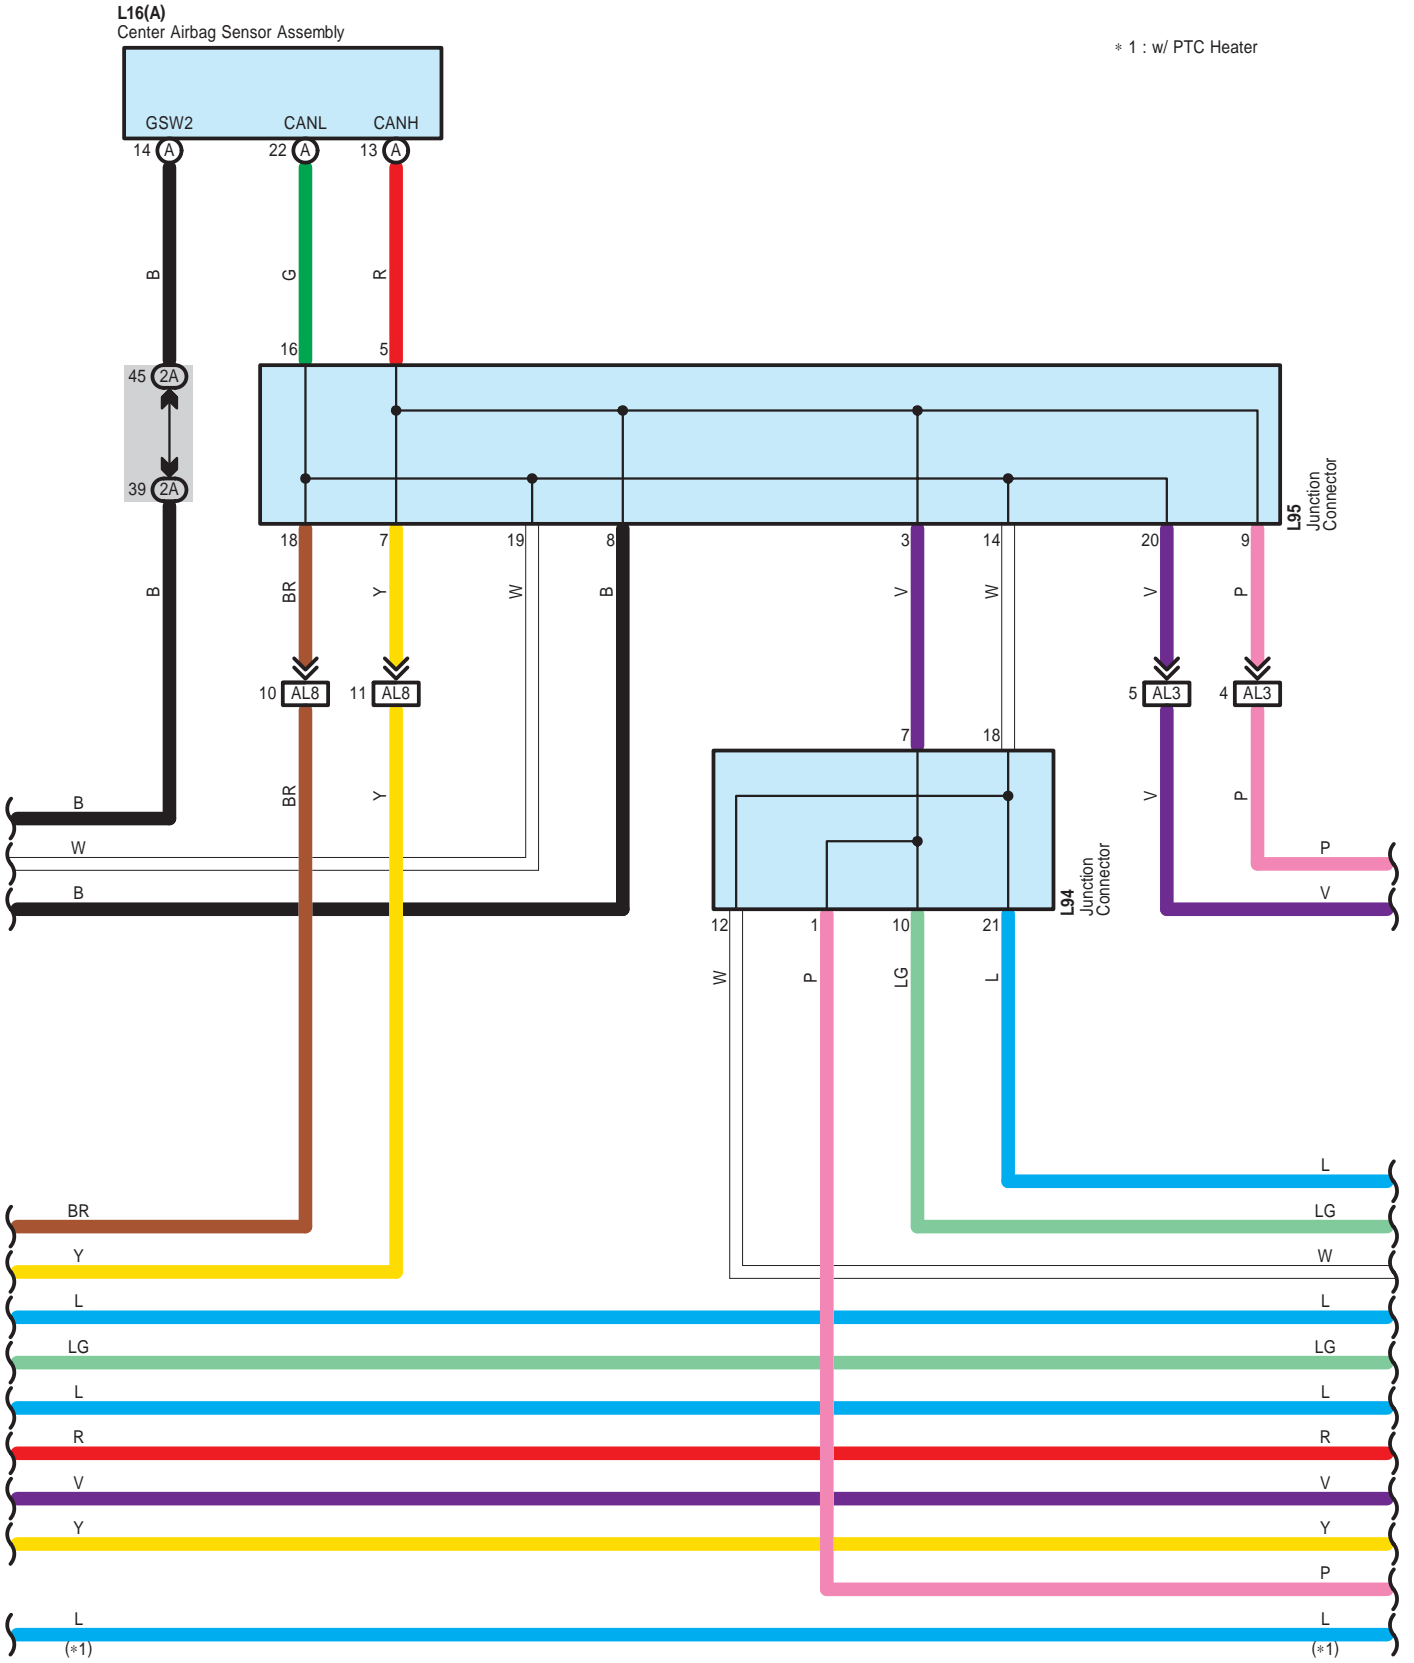 L16(A)
Center Airbag Sensor Assembly
∗ 1 : w/ PTC Heater
GSW2 CANL CANH
14 A 22 A 13 A
B G R
16 5
45 2A
39 2A
L95
Junction
Connector
18 7 19 8 3 14 20 9
B BR Y W B V W V P
10 AL8 11 AL8 5 AL3 4 AL3
7 18
BR Y V P
B
W P
B V
L94
Junction
Connector
12 1 10 21
W P LG L
L
BR LG
Y W
L L
LG LG
L L
R R
V V
Y Y
P
L L
(∗1) (∗1)